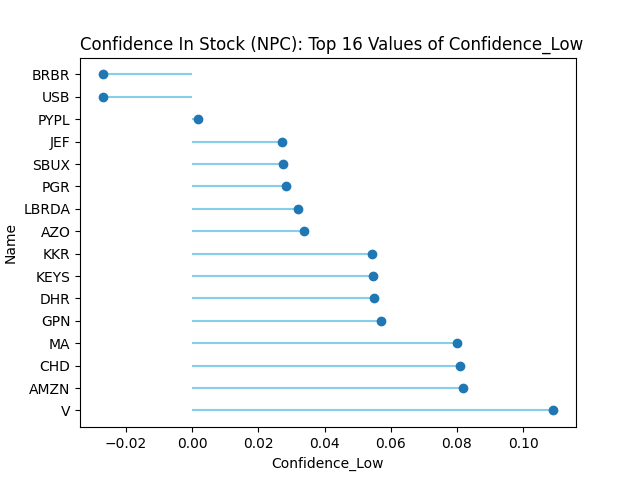 Confidence In Stock (NPC): Top 16 Values of Confidence_Low
BRBR
USB
PYPL
JEF
SBUX
PGR
LBRDA
AZO
KKR
KEYS
DHR
GPN
MA
CHD
AMZN
V
Name
−0.02 0.00 0.02 0.04 0.06 0.08 0.10
Confidence_Low